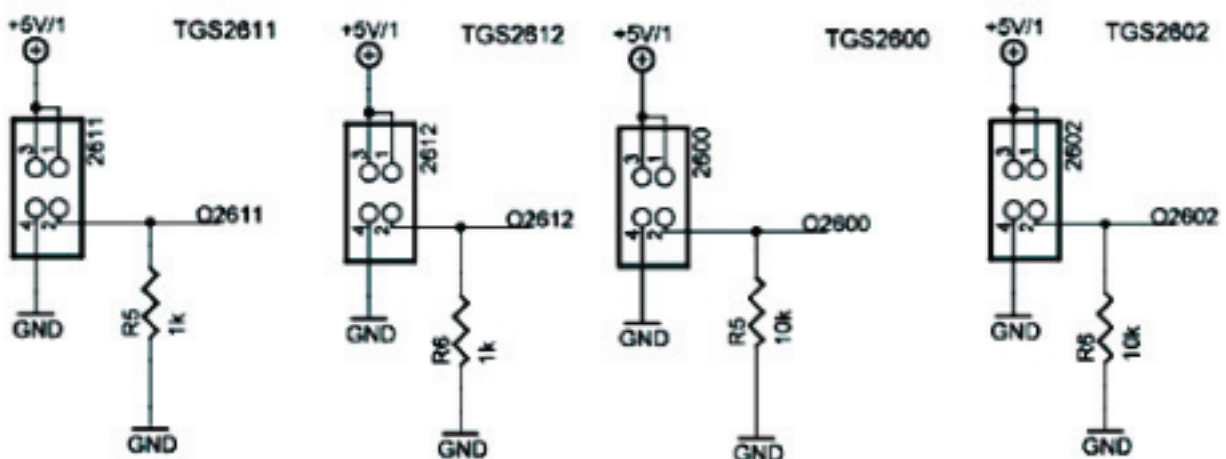 +5V/1
TGS2611
3
1
2611
4
2
O2611
R5
1k
GND
GND
+5V/1
TGS2612
3
1
2612
4
2
O2612
R6
1k
GND
GND
+5V/1
TGS2600
3
1
2600
4
2
O2600
R5
10k
GND
GND
+5V/1
TGS2602
3
1
2602
4
2
O2602
R6
10k
GND
GND